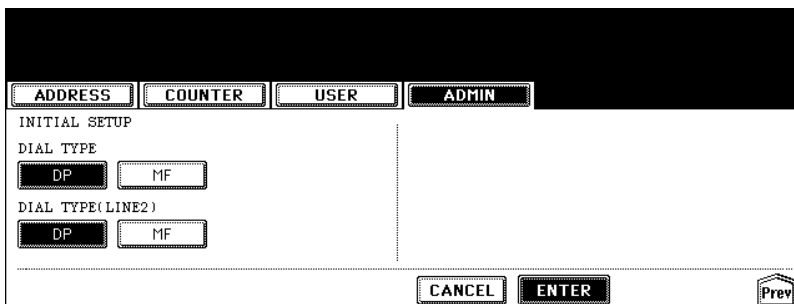 ADDRESS COUNTER USER ADMIN
INITIAL SETUP
DIAL TYPE
DP MF
DIAL TYPE(LINE2)
DP MF
CANCEL ENTER Prev